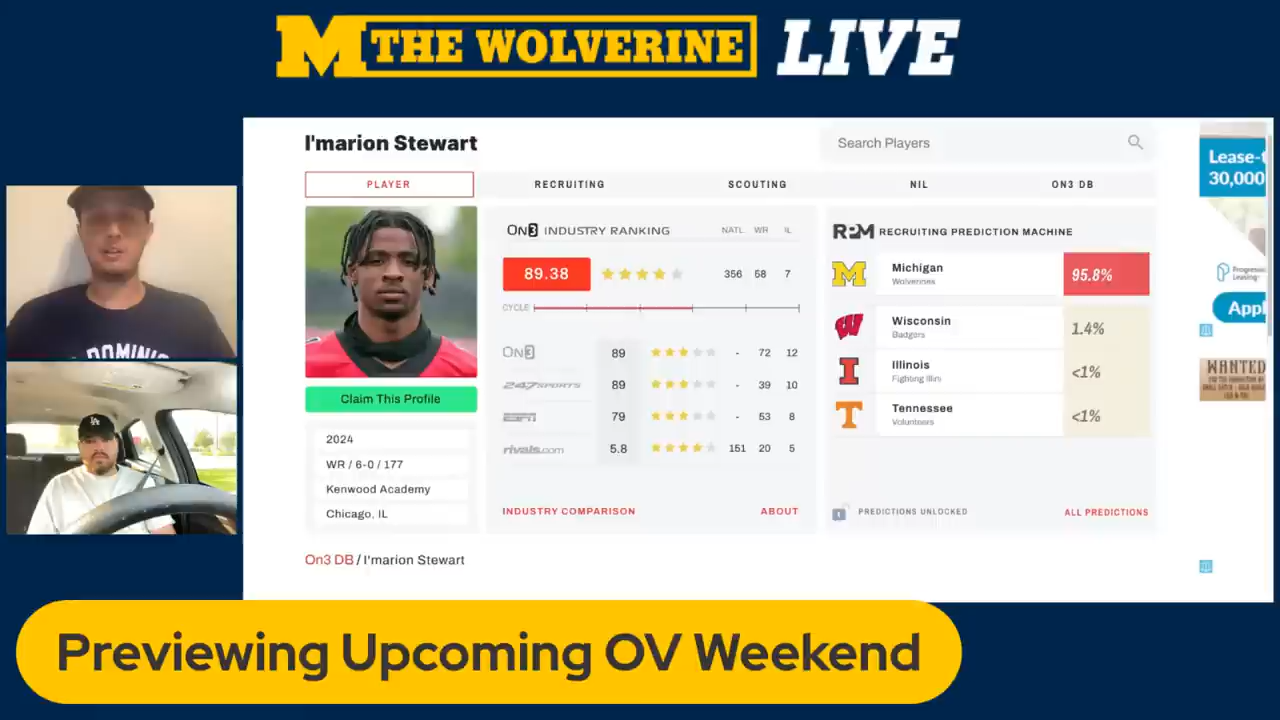 M THE WOLVERINE LIVE
I'marion Stewart
Search Players
PLAYER
RECRUITING
SCOUTING
NIL
ON3 DB
On3 INDUSTRY RANKING
NATL. WR IL
89.38
356 58 7
CYCLE
On3 89 - 72 12
247SPORTS 89 - 39 10
ESPN 79 - 53 8
rivals.com 5.8 151 20 5
INDUSTRY COMPARISON
ABOUT
RPM RECRUITING PREDICTION MACHINE
Michigan
Wolverines
95.8%
Wisconsin
Badgers
1.4%
Illinois
Fighting Illini
<1%
Tennessee
Volunteers
<1%
PREDICTIONS UNLOCKED
ALL PREDICTIONS
Claim This Profile
2024
WR / 6-0 / 177
Kenwood Academy
Chicago, IL
On3 DB / I'marion Stewart
Lease-t
30,000
Progressi
Leasing
Appl
WANTED
DOMINIC
LA
Previewing Upcoming OV Weekend